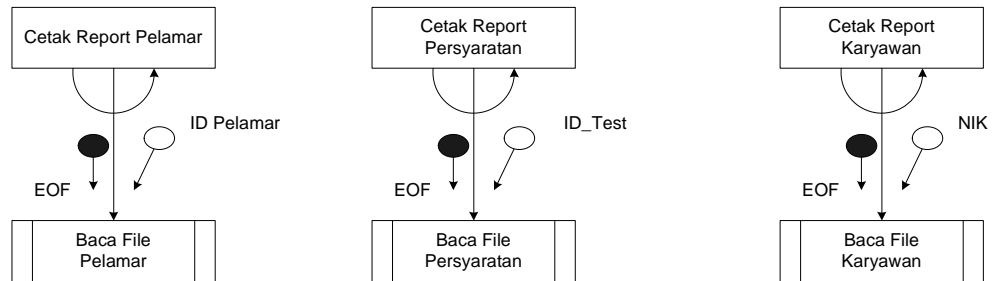 Cetak Report Pelamar
ID Pelamar
EOF
Baca File
Pelamar
Cetak Report
Persyaratan
ID_Test
EOF
Baca File
Persyaratan
Cetak Report
Karyawan
NIK
EOF
Baca File
Karyawan